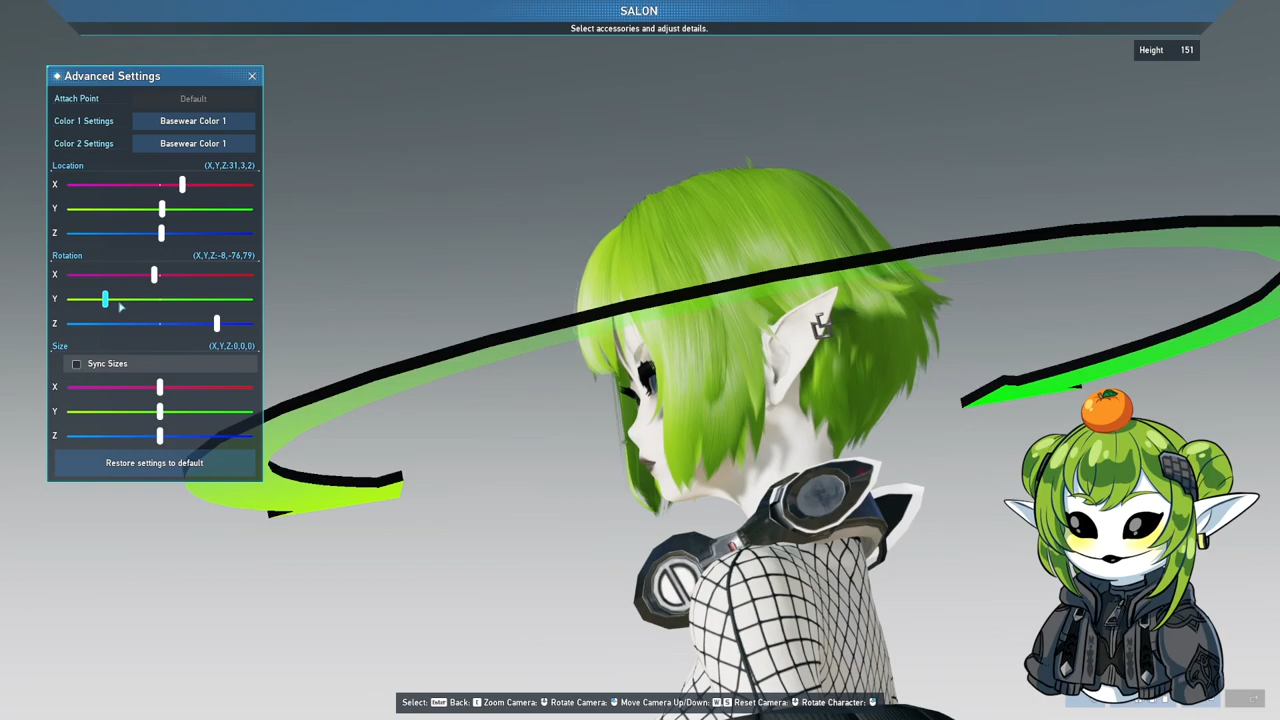 SALON
Select accessories and adjust details.
Height 151
Advanced Settings
Attach Point Default
Color 1 Settings Basewear Color 1
Color 2 Settings Basewear Color 1
Location (X,Y,Z:31,3,2)
X
Y
Z
Rotation (X,Y,Z:-8,-76,79)
X
Y
Z
Size (X,Y,Z:0,0,0)
Sync Sizes
X
Y
Z
Restore settings to default
Select: Enter Back: E Zoom Camera: Rotate Camera: Move Camera Up/Down: W S Reset Camera: Rotate Character: